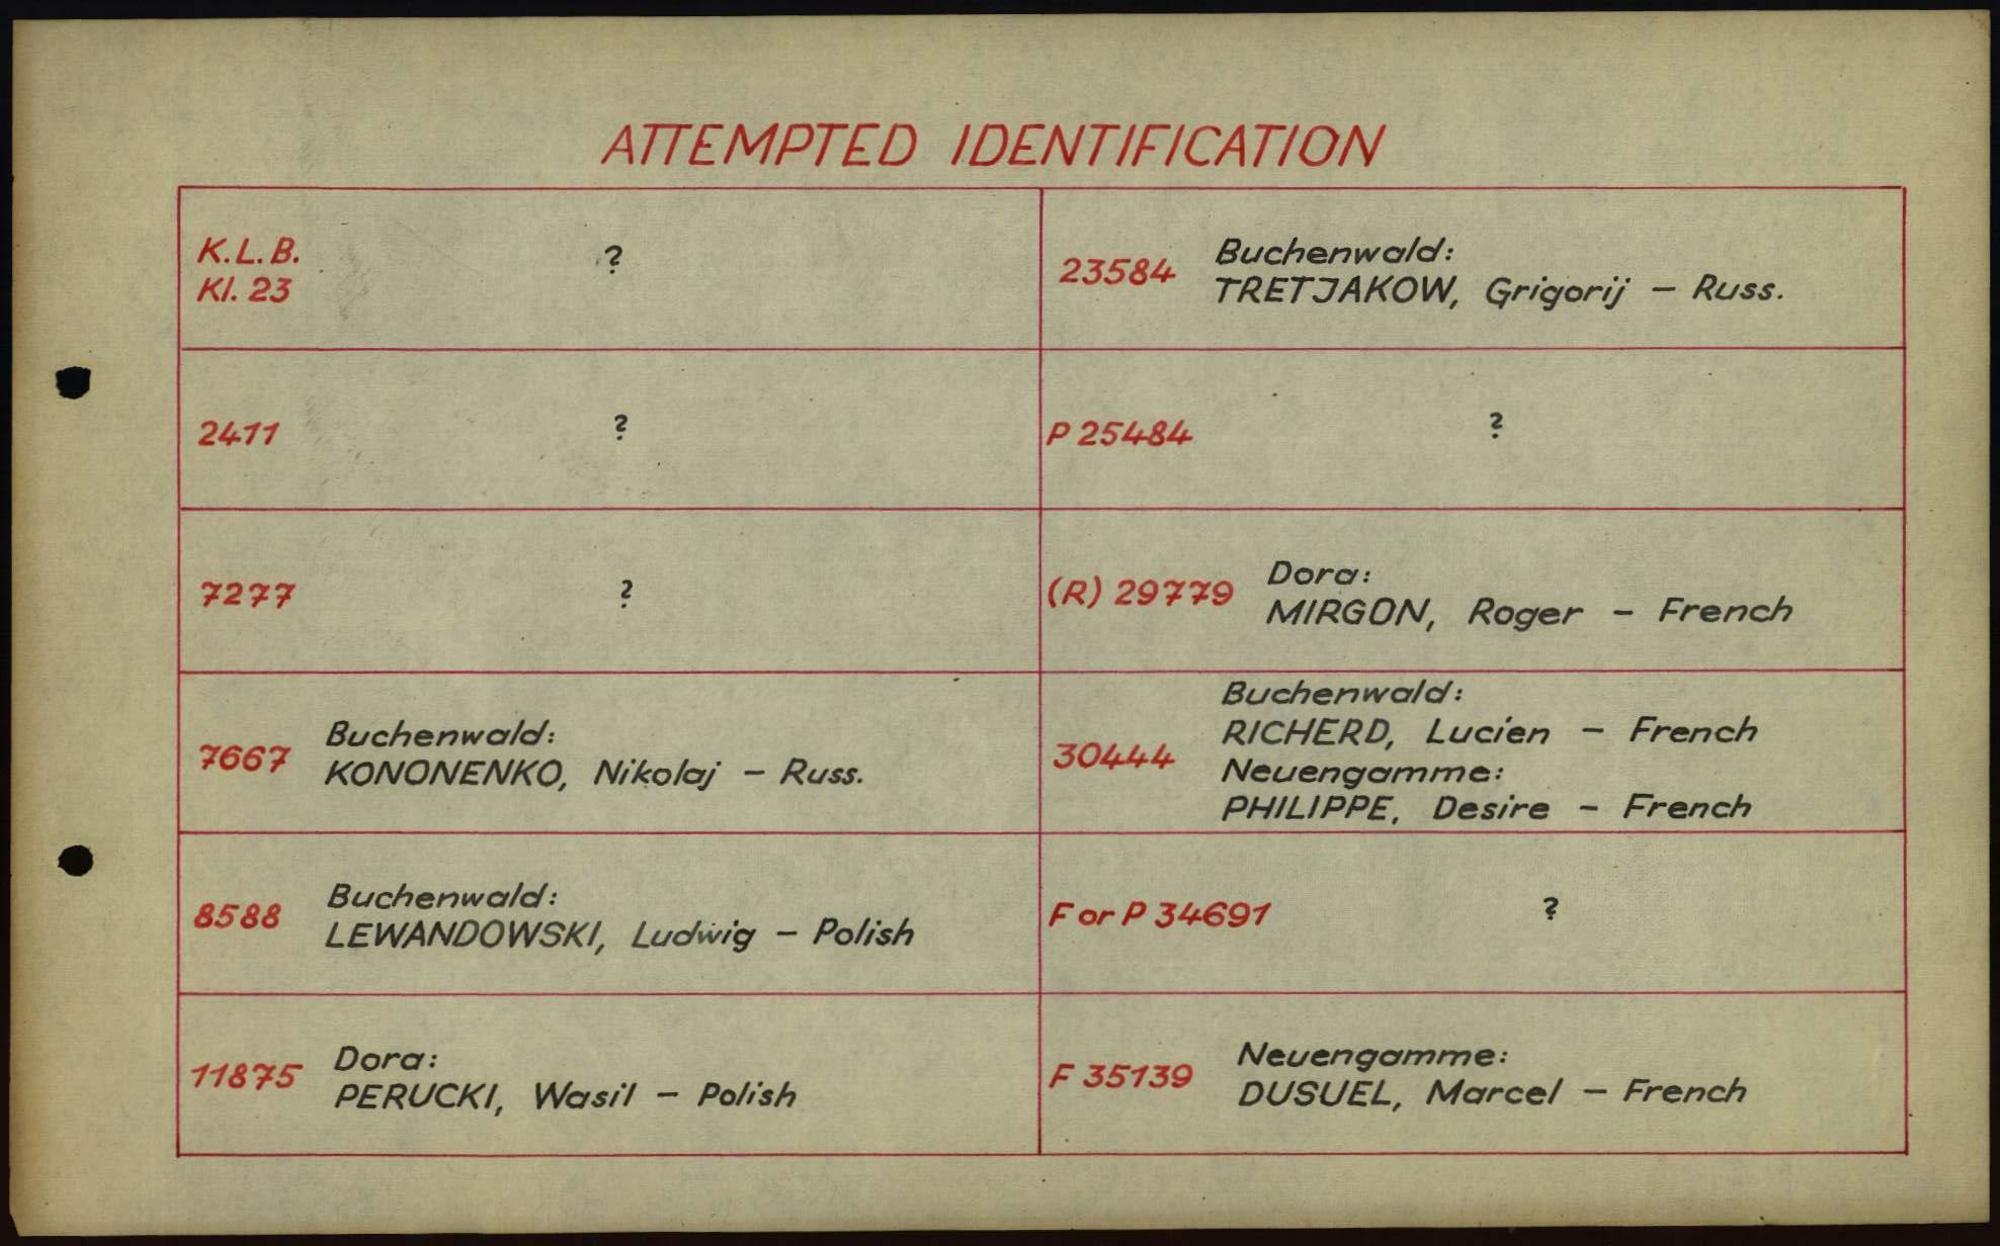 ATTEMPTED IDENTIFICATION
K.L.B.
Kl. 23
?
23584
Buchenwald:
TRETJAKOW, Grigorij – Russ.
2411
?
P 25484
?
7277
?
(R) 29779
Dora:
MIRGON, Roger – French
7667
Buchenwald:
KONONENKO, Nikolaj – Russ.
30444
Buchenwald:
RICHERD, Lucien – French
Neuengamme:
PHILIPPE, Desire – French
8588
Buchenwald:
LEWANDOWSKI, Ludwig – Polish
F or P 34691
?
11875
Dora:
PERUCKI, Wasil – Polish
F 35139
Neuengamme:
DUSUEL, Marcel – French